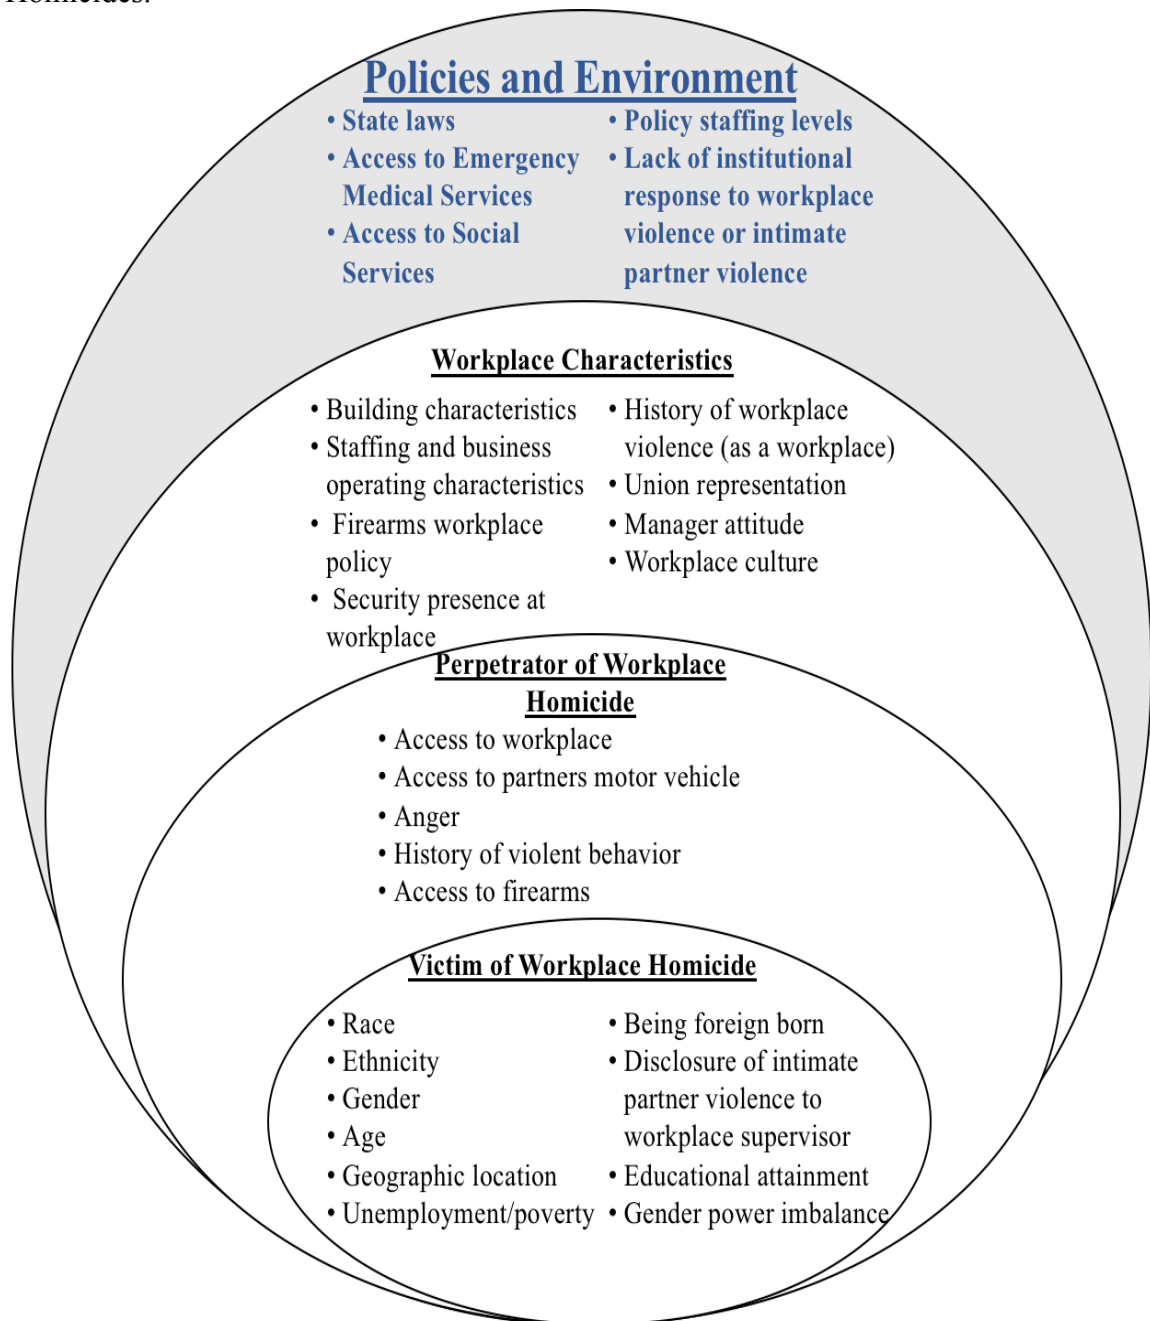 Homicides.
Policies and Environment
• State laws
• Access to Emergency
Medical Services
• Access to Social
Services
• Policy staffing levels
• Lack of institutional
response to workplace
violence or intimate
partner violence
Workplace Characteristics
• Building characteristics
• Staffing and business
operating characteristics
• Firearms workplace
policy
• Security presence at
workplace
• History of workplace
violence (as a workplace)
• Union representation
• Manager attitude
• Workplace culture
Perpetrator of Workplace
Homicide
• Access to workplace
• Access to partners motor vehicle
• Anger
• History of violent behavior
• Access to firearms
Victim of Workplace Homicide
• Race
• Ethnicity
• Gender
• Age
• Geographic location
• Unemployment/poverty
• Being foreign born
• Disclosure of intimate
partner violence to
workplace supervisor
• Educational attainment
• Gender power imbalance